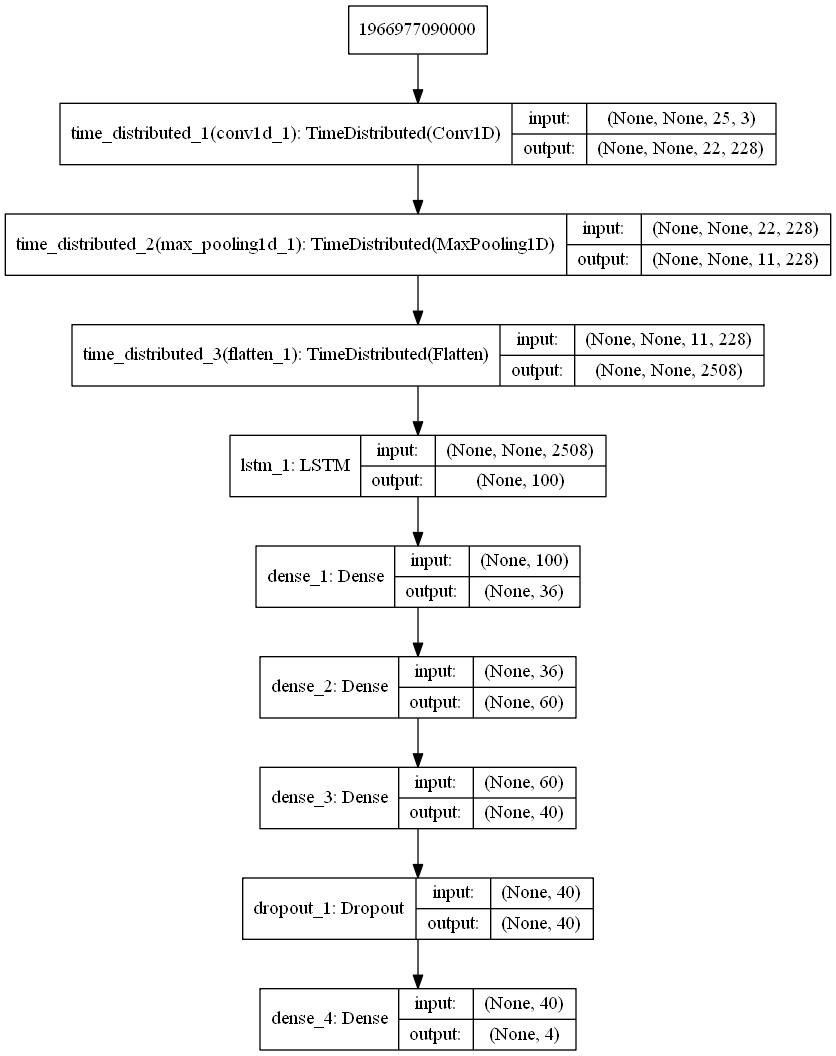 1966977090000
time_distributed_1(conv1d_1): TimeDistributed(Conv1D)
input:
(None, None, 25, 3)
output:
(None, None, 22, 228)
time_distributed_2(max_pooling1d_1): TimeDistributed(MaxPooling1D)
input:
(None, None, 22, 228)
output:
(None, None, 11, 228)
time_distributed_3(flatten_1): TimeDistributed(Flatten)
input:
(None, None, 11, 228)
output:
(None, None, 2508)
lstm_1: LSTM
input:
(None, None, 2508)
output:
(None, 100)
dense_1: Dense
input:
(None, 100)
output:
(None, 36)
dense_2: Dense
input:
(None, 36)
output:
(None, 60)
dense_3: Dense
input:
(None, 60)
output:
(None, 40)
dropout_1: Dropout
input:
(None, 40)
output:
(None, 40)
dense_4: Dense
input:
(None, 40)
output:
(None, 4)